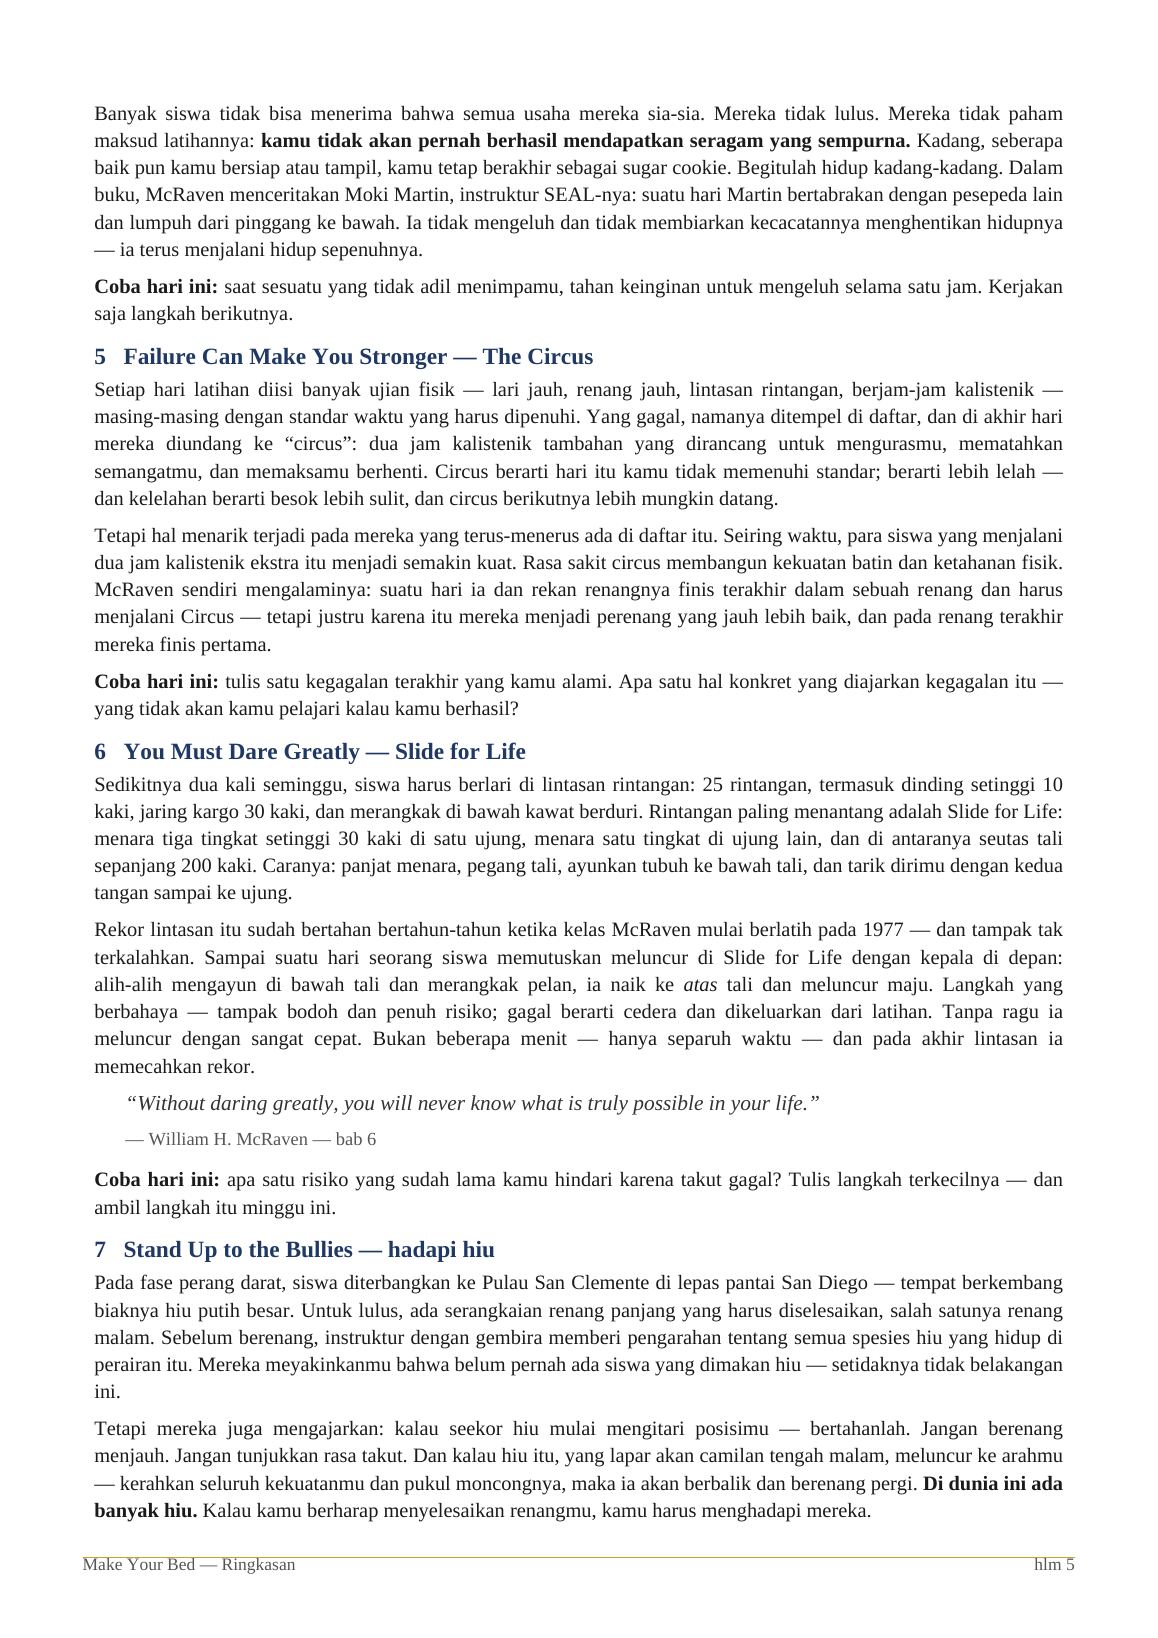 Banyak siswa tidak bisa menerima bahwa semua usaha mereka sia-sia. Mereka tidak lulus. Mereka tidak paham
maksud latihannya: kamu tidak akan pernah berhasil mendapatkan seragam yang sempurna. Kadang, seberapa
baik pun kamu bersiap atau tampil, kamu tetap berakhir sebagai sugar cookie. Begitulah hidup kadang-kadang. Dalam
buku, McRaven menceritakan Moki Martin, instruktur SEAL-nya: suatu hari Martin bertabrakan dengan pesepeda lain
dan lumpuh dari pinggang ke bawah. Ia tidak mengeluh dan tidak membiarkan kecacatannya menghentikan hidupnya
— ia terus menjalani hidup sepenuhnya.
Coba hari ini: saat sesuatu yang tidak adil menimpamu, tahan keinginan untuk mengeluh selama satu jam. Kerjakan
saja langkah berikutnya.
5 Failure Can Make You Stronger — The Circus
Setiap hari latihan diisi banyak ujian fisik — lari jauh, renang jauh, lintasan rintangan, berjam-jam kalistenik —
masing-masing dengan standar waktu yang harus dipenuhi. Yang gagal, namanya ditempel di daftar, dan di akhir hari
mereka diundang ke “circus”: dua jam kalistenik tambahan yang dirancang untuk mengurasmu, mematahkan
semangatmu, dan memaksamu berhenti. Circus berarti hari itu kamu tidak memenuhi standar; berarti lebih lelah —
dan kelelahan berarti besok lebih sulit, dan circus berikutnya lebih mungkin datang.
Tetapi hal menarik terjadi pada mereka yang terus-menerus ada di daftar itu. Seiring waktu, para siswa yang menjalani
dua jam kalistenik ekstra itu menjadi semakin kuat. Rasa sakit circus membangun kekuatan batin dan ketahanan fisik.
McRaven sendiri mengalaminya: suatu hari ia dan rekan renangnya finis terakhir dalam sebuah renang dan harus
menjalani Circus — tetapi justru karena itu mereka menjadi perenang yang jauh lebih baik, dan pada renang terakhir
mereka finis pertama.
Coba hari ini: tulis satu kegagalan terakhir yang kamu alami. Apa satu hal konkret yang diajarkan kegagalan itu —
yang tidak akan kamu pelajari kalau kamu berhasil?
6 You Must Dare Greatly — Slide for Life
Sedikitnya dua kali seminggu, siswa harus berlari di lintasan rintangan: 25 rintangan, termasuk dinding setinggi 10
kaki, jaring kargo 30 kaki, dan merangkak di bawah kawat berduri. Rintangan paling menantang adalah Slide for Life:
menara tiga tingkat setinggi 30 kaki di satu ujung, menara satu tingkat di ujung lain, dan di antaranya seutas tali
sepanjang 200 kaki. Caranya: panjat menara, pegang tali, ayunkan tubuh ke bawah tali, dan tarik dirimu dengan kedua
tangan sampai ke ujung.
Rekor lintasan itu sudah bertahan bertahun-tahun ketika kelas McRaven mulai berlatih pada 1977 — dan tampak tak
terkalahkan. Sampai suatu hari seorang siswa memutuskan meluncur di Slide for Life dengan kepala di depan:
alih-alih mengayun di bawah tali dan merangkak pelan, ia naik ke atas tali dan meluncur maju. Langkah yang
berbahaya — tampak bodoh dan penuh risiko; gagal berarti cedera dan dikeluarkan dari latihan. Tanpa ragu ia
meluncur dengan sangat cepat. Bukan beberapa menit — hanya separuh waktu — dan pada akhir lintasan ia
memecahkan rekor.
“Without daring greatly, you will never know what is truly possible in your life.”
— William H. McRaven — bab 6
Coba hari ini: apa satu risiko yang sudah lama kamu hindari karena takut gagal? Tulis langkah terkecilnya — dan
ambil langkah itu minggu ini.
7 Stand Up to the Bullies — hadapi hiu
Pada fase perang darat, siswa diterbangkan ke Pulau San Clemente di lepas pantai San Diego — tempat berkembang
biaknya hiu putih besar. Untuk lulus, ada serangkaian renang panjang yang harus diselesaikan, salah satunya renang
malam. Sebelum berenang, instruktur dengan gembira memberi pengarahan tentang semua spesies hiu yang hidup di
perairan itu. Mereka meyakinkanmu bahwa belum pernah ada siswa yang dimakan hiu — setidaknya tidak belakangan
ini.
Tetapi mereka juga mengajarkan: kalau seekor hiu mulai mengitari posisimu — bertahanlah. Jangan berenang
menjauh. Jangan tunjukkan rasa takut. Dan kalau hiu itu, yang lapar akan camilan tengah malam, meluncur ke arahmu
— kerahkan seluruh kekuatanmu dan pukul moncongnya, maka ia akan berbalik dan berenang pergi. Di dunia ini ada
banyak hiu. Kalau kamu berharap menyelesaikan renangmu, kamu harus menghadapi mereka.
Make Your Bed — Ringkasan
hlm 5